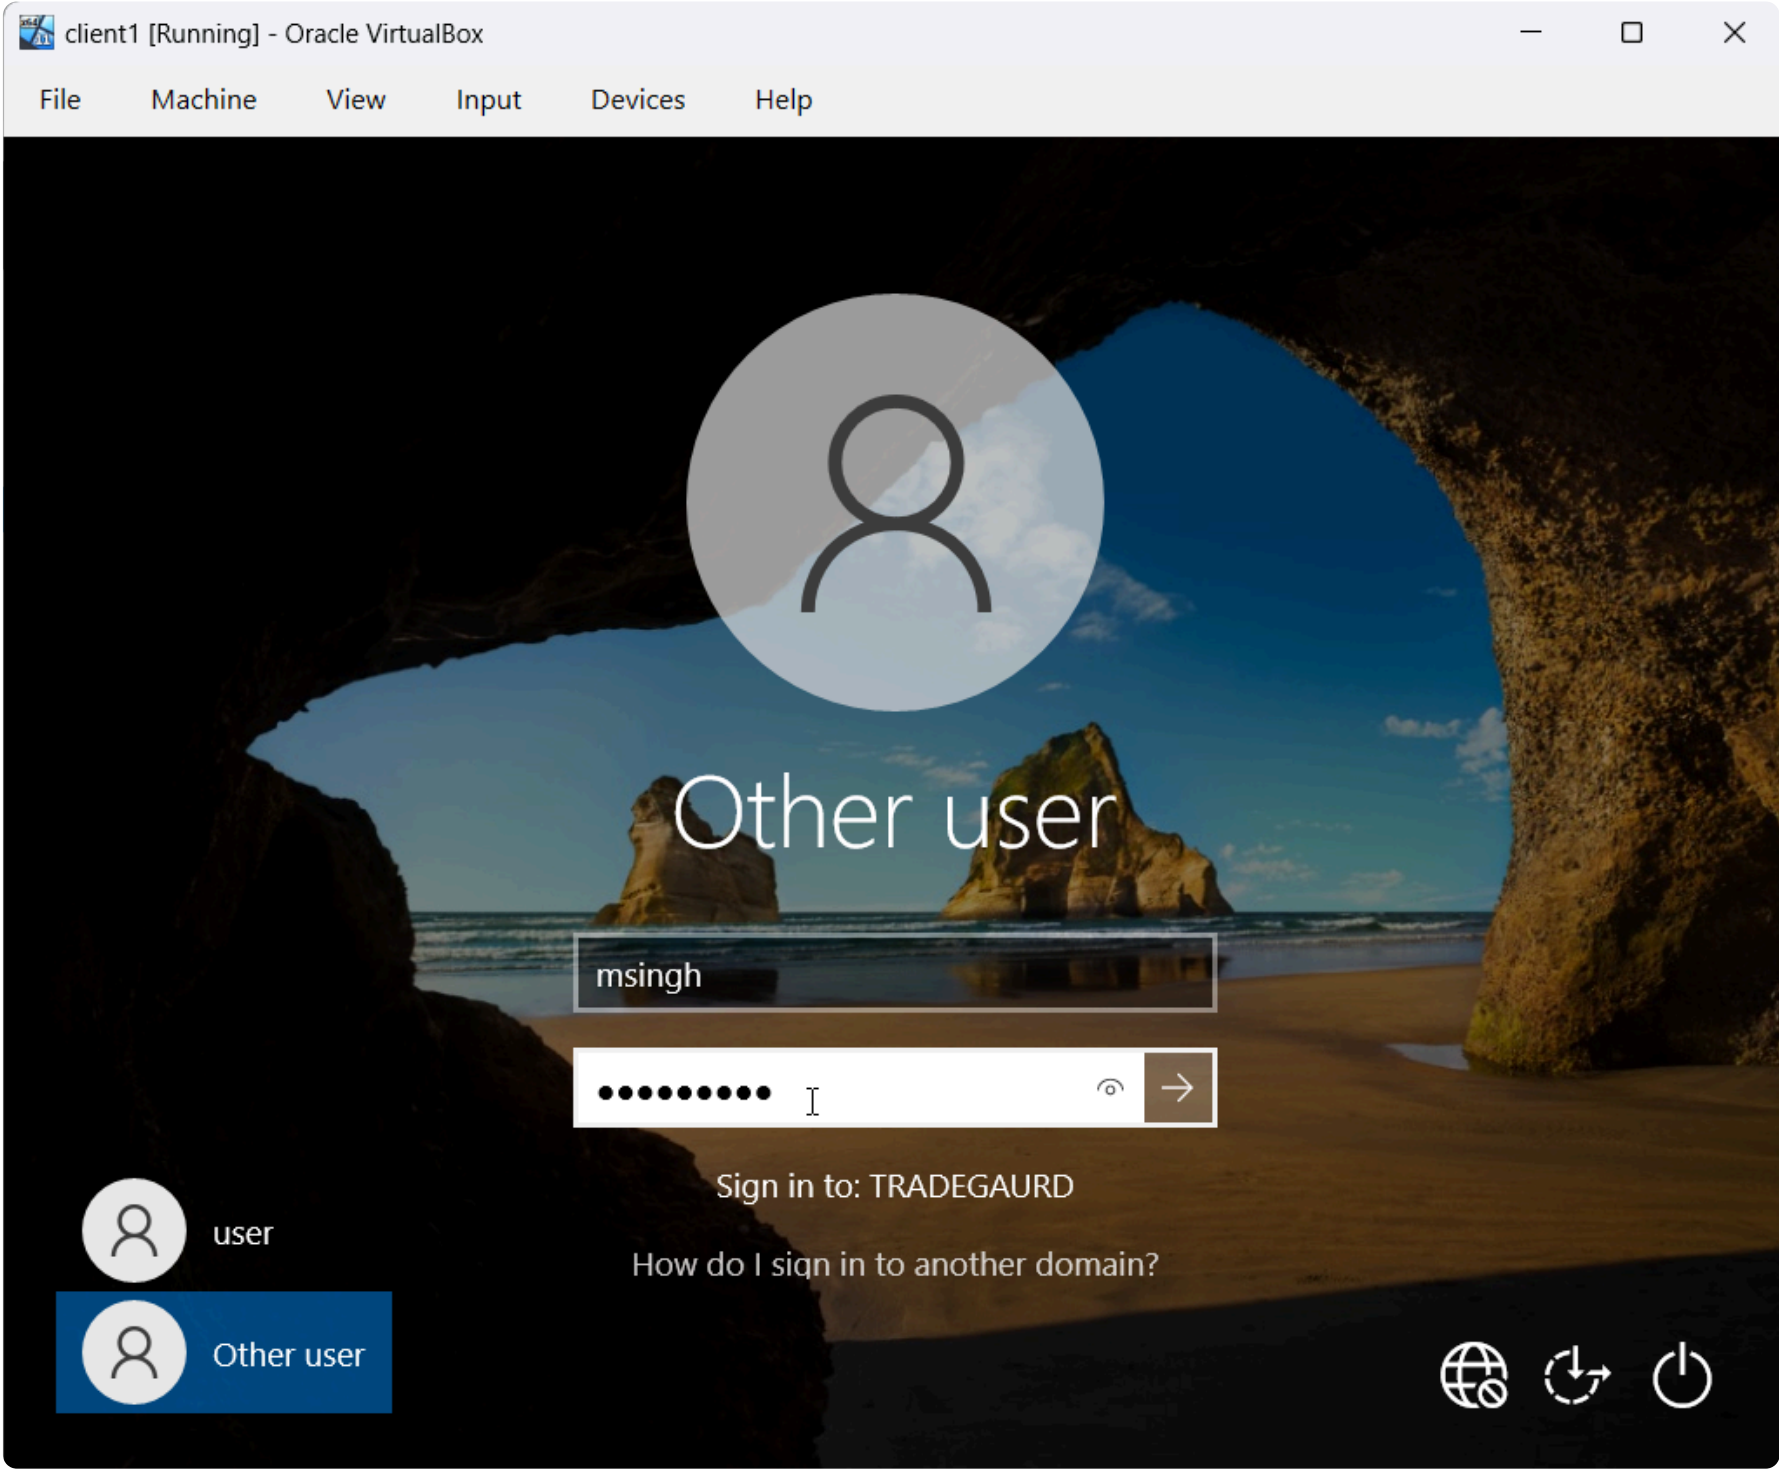 client1 [Running] - Oracle VirtualBox
File Machine View Input Devices Help
Other user
msingh
Sign in to: TRADEGAURD
How do I sign in to another domain?
user
Other user